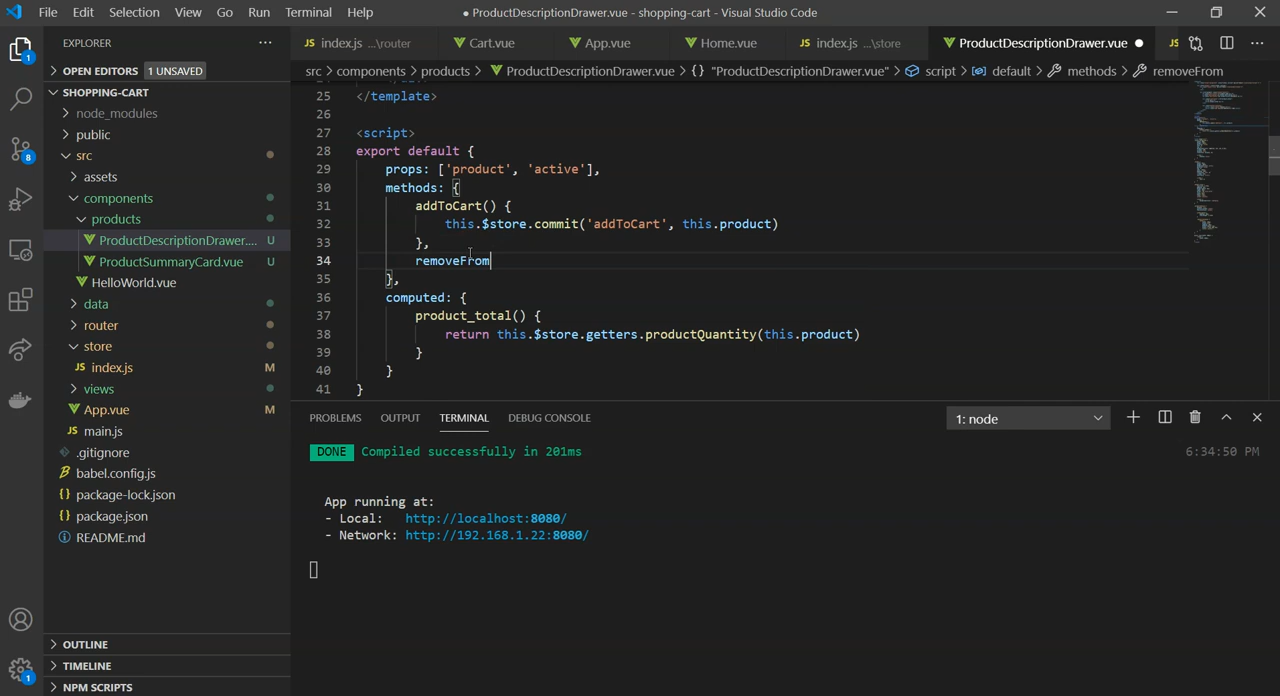 File Edit Selection View Go Run Terminal Help
● ProductDescriptionDrawer.vue - shopping-cart - Visual Studio Code
EXPLORER ···
JS index.js ...\router
Cart.vue
App.vue
Home.vue
JS index.js ...\store
ProductDescriptionDrawer.vue ●
JS
···
> OPEN EDITORS 1 UNSAVED
src > components > products > ProductDescriptionDrawer.vue > {} "ProductDescriptionDrawer.vue" > script > default > methods > removeFrom
SHOPPING-CART
> node_modules
> public
src
> assets
components
products
ProductDescriptionDrawer.... U
ProductSummaryCard.vue U
HelloWorld.vue
> data
> router
store
JS index.js M
> views
App.vue M
JS main.js
.gitignore
babel.config.js
{} package-lock.json
{} package.json
README.md
> OUTLINE
> TIMELINE
> NPM SCRIPTS
1
8
1
25 </template>
26
27 <script>
28 export default {
29 props: ['product', 'active'],
30 methods: {
31 addToCart() {
32 this.$store.commit('addToCart', this.product)
33 },
34 removeFrom
35 },
36 computed: {
37 product_total() {
38 return this.$store.getters.productQuantity(this.product)
39 }
40 }
41 }
PROBLEMS OUTPUT TERMINAL DEBUG CONSOLE
1: node
DONE Compiled successfully in 201ms 6:34:50 PM
App running at:
- Local: http://localhost:8080/
- Network: http://192.168.1.22:8080/